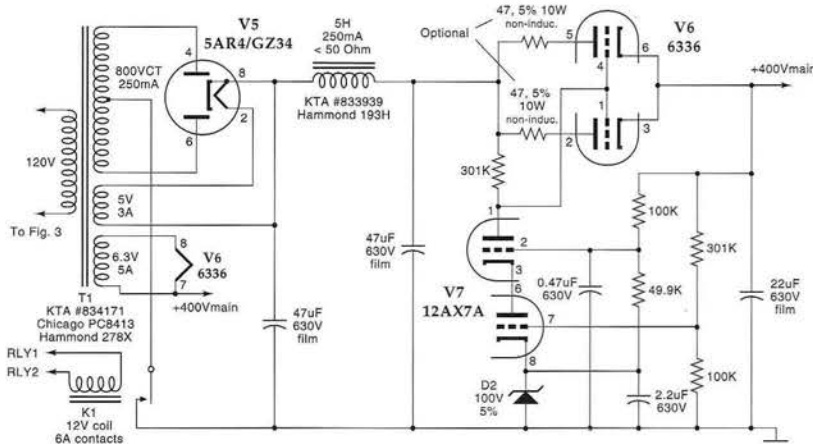 V5
5AR4/GZ34
4
8
2
6
800VCT
250mA
5H
250mA
< 50 Ohm
KTA #833939
Hammond 193H
Optional
47, 5% 10W
non-induc.
5
6
4
V6
6336
+400Vmain
47, 5%
10W
non-induc.
1
2
3
120V
To Fig. 3
5V
3A
6.3V
5A
8
7
V6
6336
+400Vmain
T1
KTA #834171
Chicago PC8413
Hammond 278X
RLY1
RLY2
K1
12V coil
6A contacts
47uF
630V
film
47uF
630V
film
301K
1
2
3
6
7
8
V7
12AX7A
0.47uF
630V
100K
49.9K
301K
100K
22uF
630V
film
D2
100V
5%
2.2uF
630V